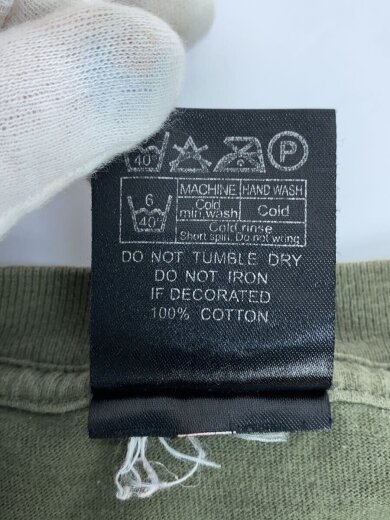 40° P
6 MACHINE HAND WASH
40° Cold min wash Cold
Cold rinse
Short spin. Do not wring
DO NOT TUMBLE DRY
DO NOT IRON
IF DECORATED
100% COTTON